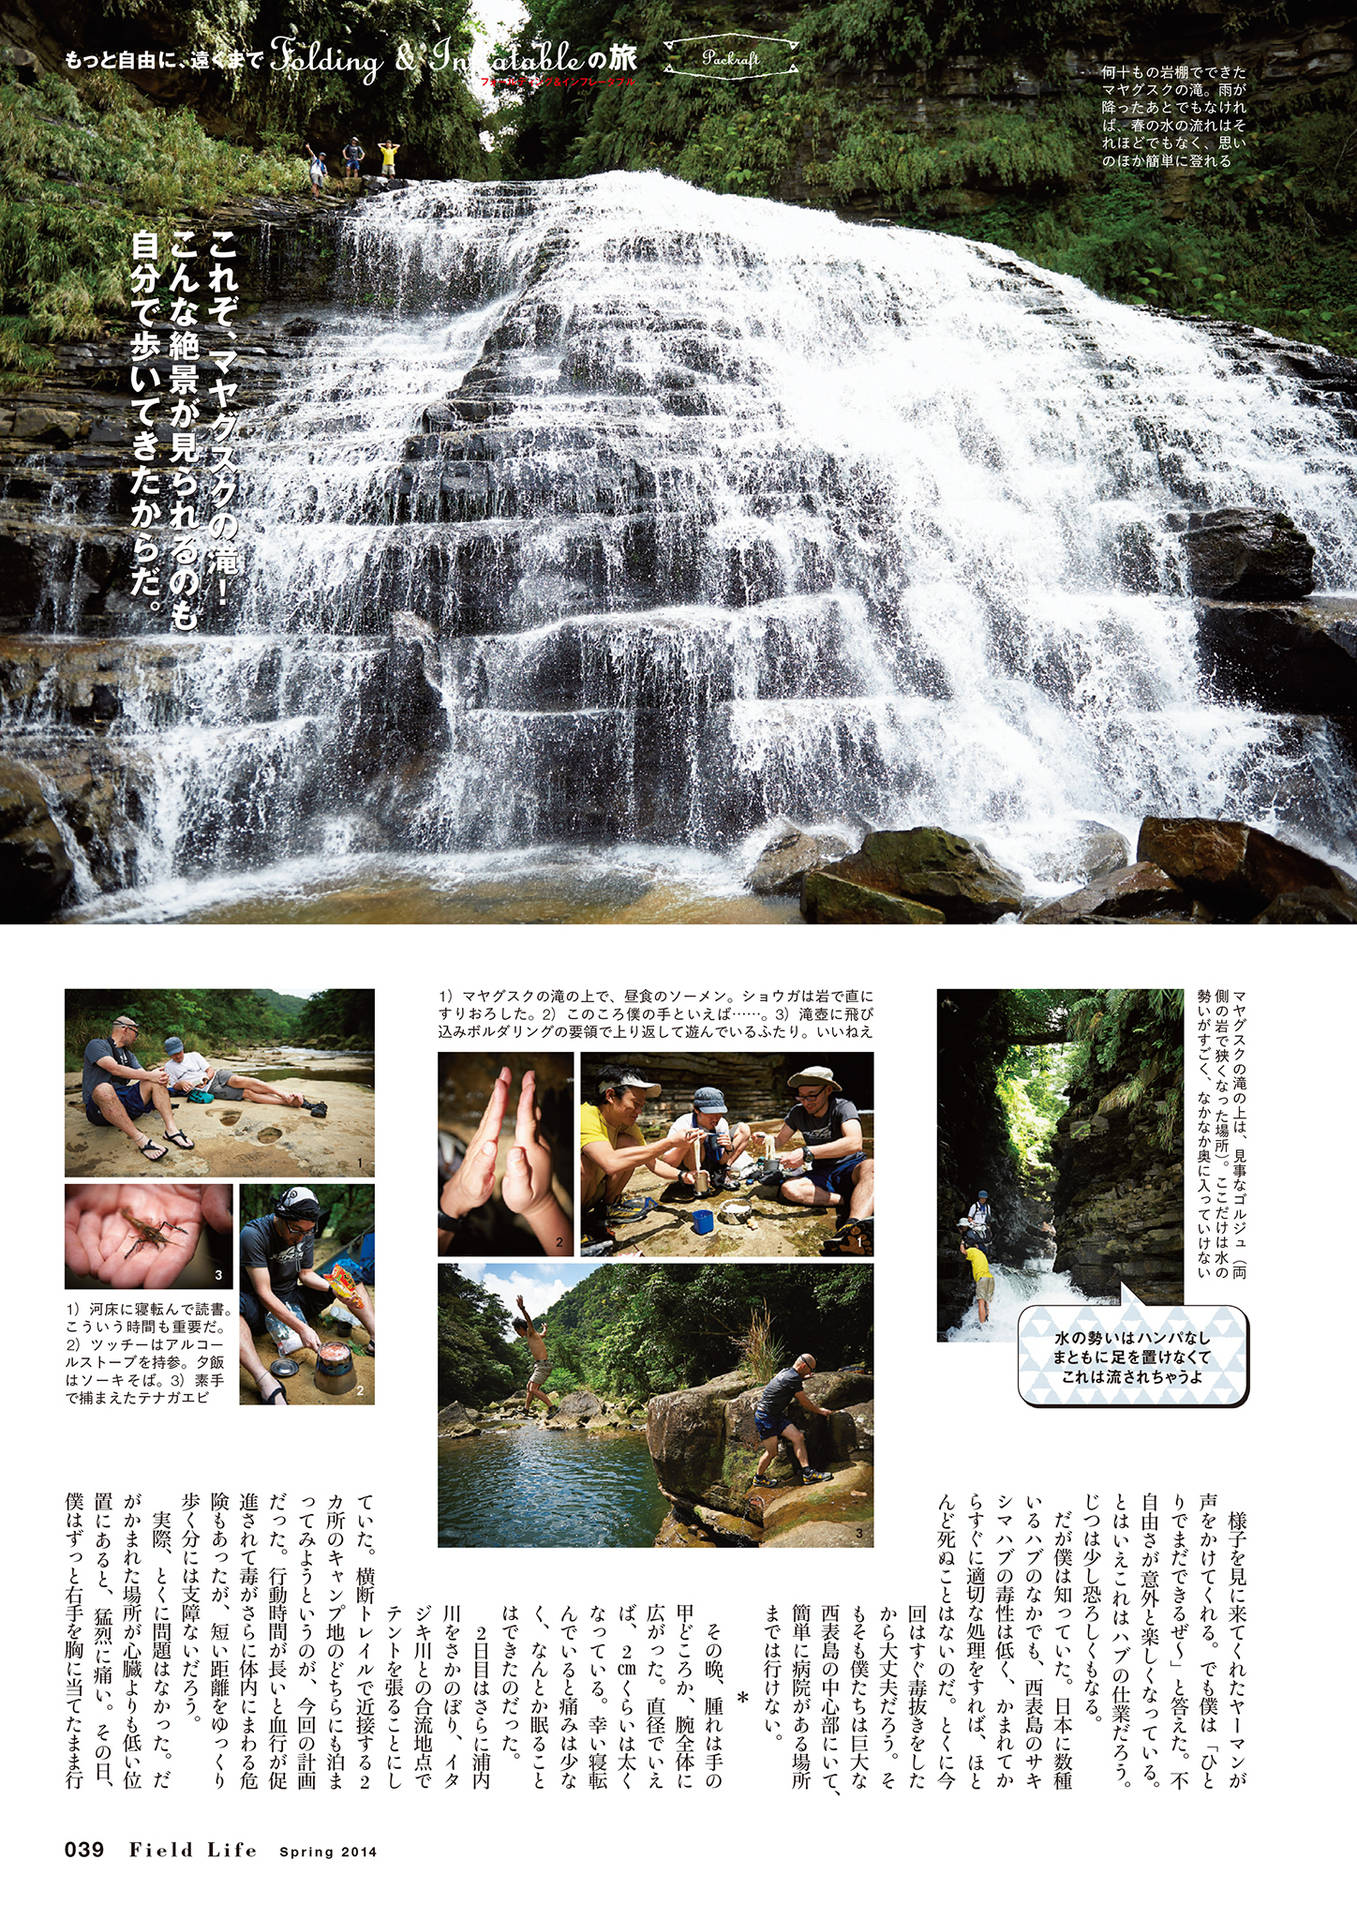 もっと自由に、遠くまで Folding & Inflatableの旅
フォールディング&インフレータブル
Packraft
何十もの岩棚でできた
マヤグスクの滝。雨が
降ったあとでもなけれ
ば、春の水の流れはそ
れほどでもなく、思い
のほか簡単に登れる
これぞ、マヤグスクの滝！
こんな絶景が見られるのも
自分で歩いてきたからだ。
マヤグスクの滝の上は、見事なゴルジュ（両
側の岩で狭くなった場所）。ここだけは水の
勢いがすごく、なかなか奥に入っていけない
水の勢いはハンパなし
まともに足を置けなくて
これは流されちゃうよ
1）マヤグスクの滝の上で、昼食のソーメン。ショウガは岩で直に
すりおろした。2）このころ僕の手といえば……。3）滝壺に飛び
込みボルダリングの要領で上り返して遊んでいるふたり。いいねえ
2
1
3
1
3
2
1）河床に寝転んで読書。
こういう時間も重要だ。
2）ツッチーはアルコー
ルストーブを持参。夕飯
はソーキそば。3）素手
で捕まえたテナガエビ
様子を見に来てくれたヤーマンが
声をかけてくれる。でも僕は「ひと
りでまだできるぜ〜」と答えた。不
自由さが意外と楽しくなっている。
とはいえこれはハブの仕業だろう。
じつは少し恐ろしくもなる。
だが僕は知っていた。日本に数種
いるハブのなかでも、西表島のサキ
シマハブの毒性は低く、かまれてか
らすぐに適切な処理をすれば、ほと
んど死ぬことはないのだ。とくに今
回はすぐ毒抜きをした
から大丈夫だろう。そ
もそも僕たちは巨大な
西表島の中心部にいて、
簡単に病院がある場所
までは行けない。
＊
その晩、腫れは手の
甲どころか、腕全体に
広がった。直径でいえ
ば、2㎝くらいは太く
なっている。幸い寝転
んでいると痛みは少な
く、なんとか眠ること
はできたのだった。
2日目はさらに浦内
川をさかのぼり、イタ
ジキ川との合流地点で
テントを張ることにし
ていた。横断トレイルで近接する2
カ所のキャンプ地のどちらにも泊ま
ってみようというのが、今回の計画
だった。行動時間が長いと血行が促
進されて毒がさらに体内にまわる危
険もあったが、短い距離をゆっくり
歩く分には支障ないだろう。
実際、とくに問題はなかった。だ
がかまれた場所が心臓よりも低い位
置にあると、猛烈に痛い。その日、
僕はずっと右手を胸に当てたまま行
039 Field Life Spring 2014